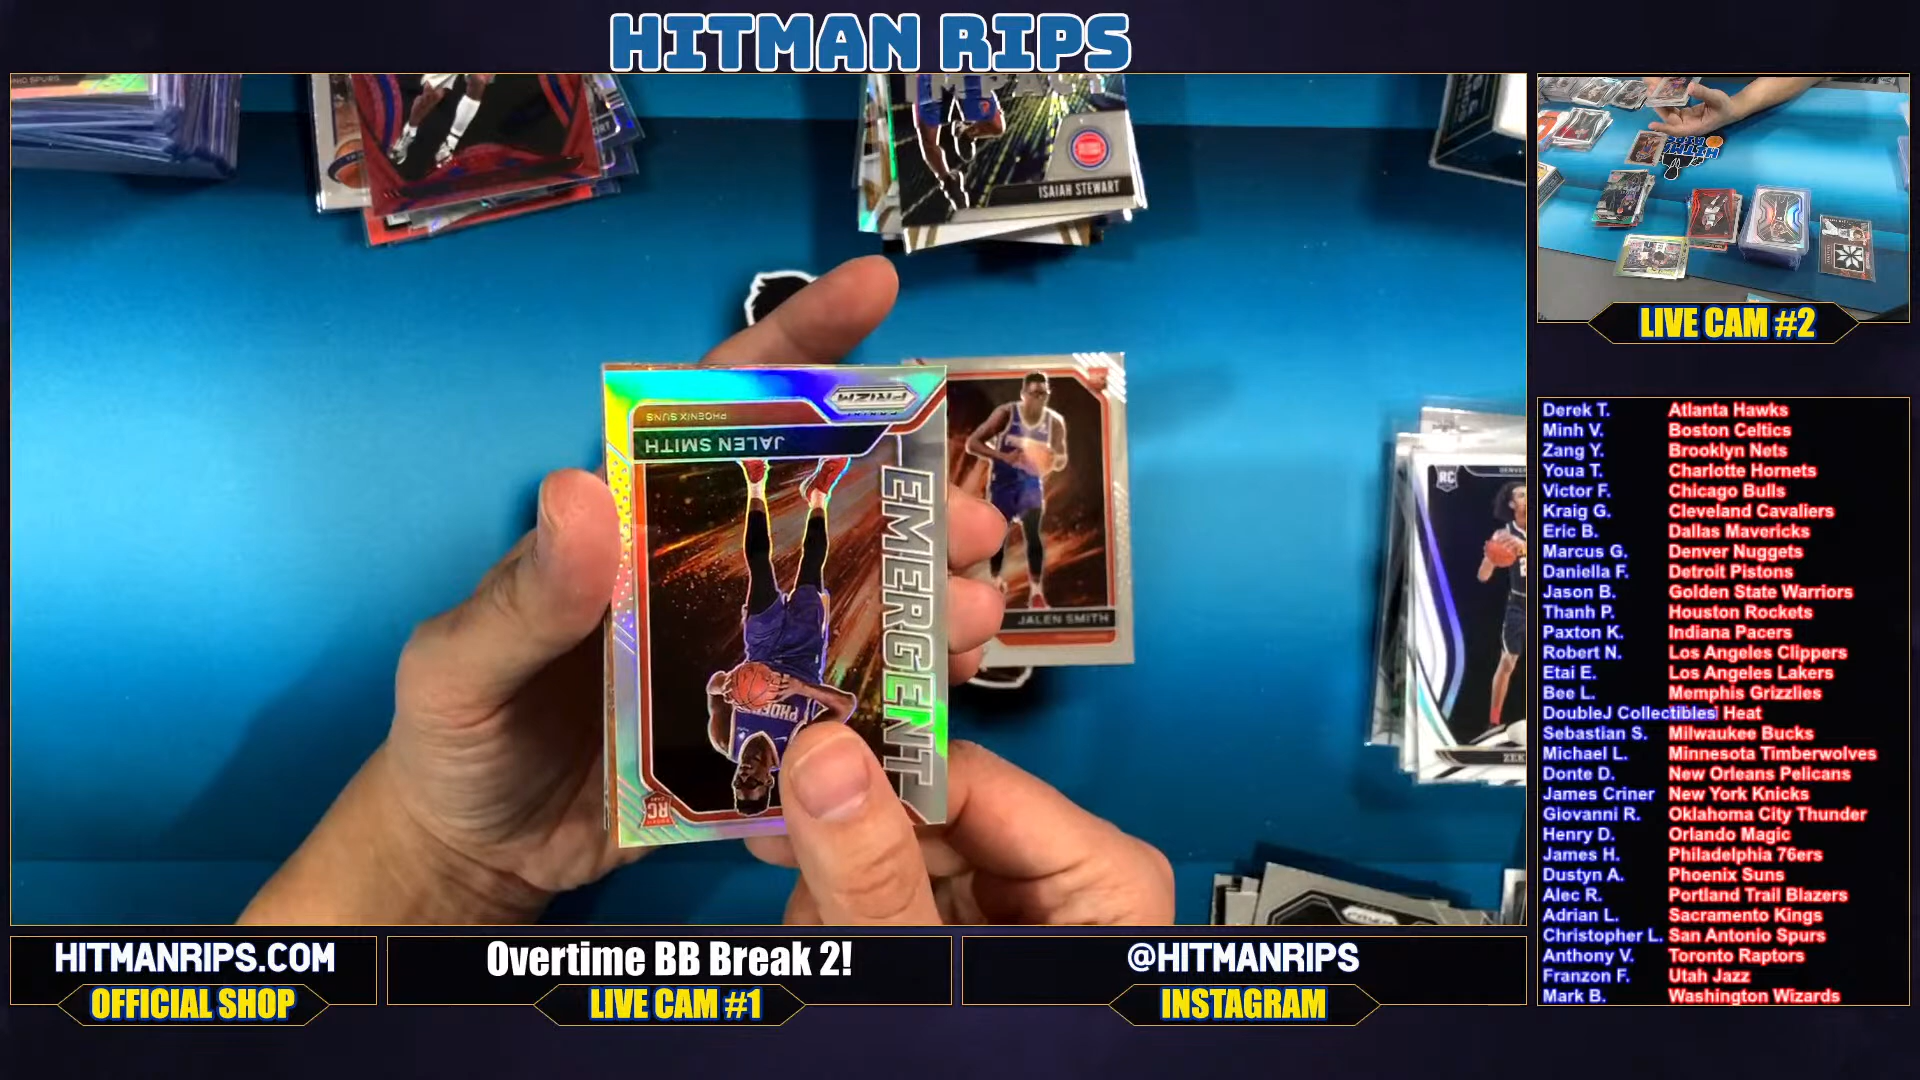 HITMAN RIPS
ISAIAH STEWART
PRIZM
PHOENIX SUNS
JALEN SMITH
EMERGENT
RC
JALEN SMITH
RC
LIVE CAM #2
Derek T. Atlanta Hawks
Minh V. Boston Celtics
Zang Y. Brooklyn Nets
Youa T. Charlotte Hornets
Victor F. Chicago Bulls
Kraig G. Cleveland Cavaliers
Eric B. Dallas Mavericks
Marcus G. Denver Nuggets
Daniella F. Detroit Pistons
Jason B. Golden State Warriors
Thanh P. Houston Rockets
Paxton K. Indiana Pacers
Robert N. Los Angeles Clippers
Etai E. Los Angeles Lakers
Bee L. Memphis Grizzlies
DoubleJ Collectibles Heat
Sebastian S. Milwaukee Bucks
Michael L. Minnesota Timberwolves
Donte D. New Orleans Pelicans
James Criner New York Knicks
Giovanni R. Oklahoma City Thunder
Henry D. Orlando Magic
James H. Philadelphia 76ers
Dustyn A. Phoenix Suns
Alec R. Portland Trail Blazers
Adrian L. Sacramento Kings
Christopher L. San Antonio Spurs
Anthony V. Toronto Raptors
Franzon F. Utah Jazz
Mark B. Washington Wizards
HITMANRIPS.COM
OFFICIAL SHOP
Overtime BB Break 2!
LIVE CAM #1
@HITMANRIPS
INSTAGRAM